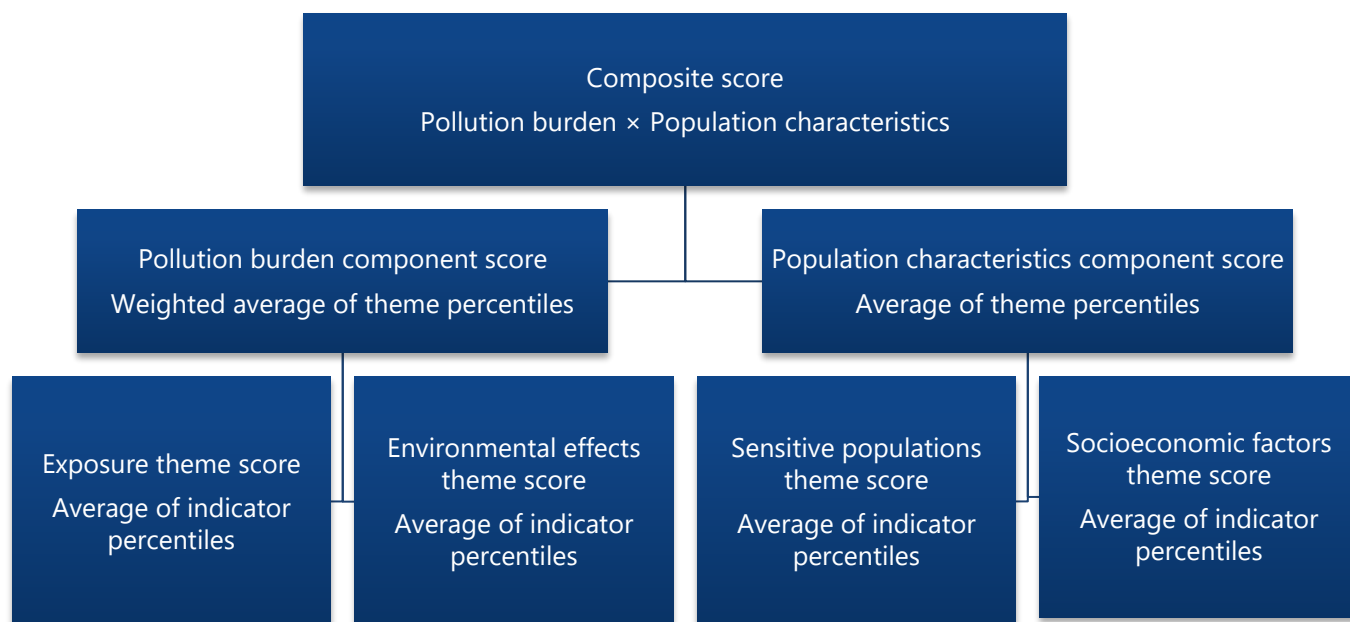 Composite score
Pollution burden × Population characteristics
Pollution burden component score
Weighted average of theme percentiles
Population characteristics component score
Average of theme percentiles
Exposure theme score
Average of indicator
percentiles
Environmental effects
theme score
Average of indicator
percentiles
Sensitive populations
theme score
Average of indicator
percentiles
Socioeconomic factors
theme score
Average of indicator
percentiles